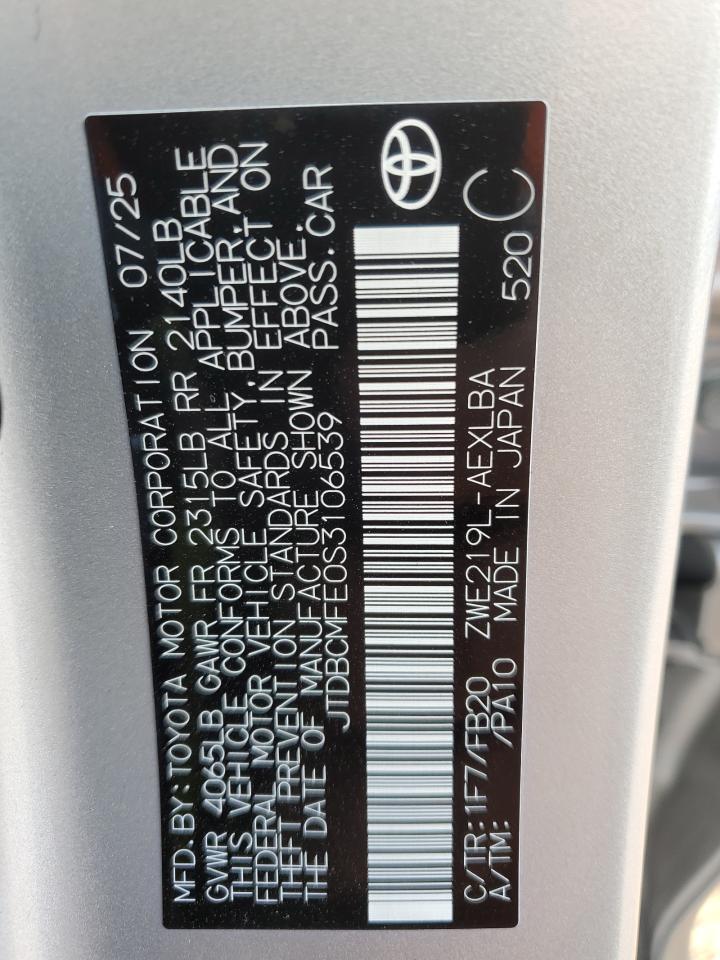 MFD.BY:TOYOTA MOTOR CORPORATION 07/25
GVWR 4065LB GAWR FR 2315LB RR 2140LB
THIS VEHICLE CONFORMS TO ALL APPLICABLE
FEDERAL MOTOR VEHICLE SAFETY,BUMPER,AND
THEFT PREVENTION STANDARDS IN EFFECT ON
THE DATE OF MANUFACTURE SHOWN ABOVE.
JTDBCMFE0S3106539 PASS.CAR
C/TR:1F7/FB20 ZWE219L-AEXLBA
A/TM: /PA10 MADE IN JAPAN 520 C